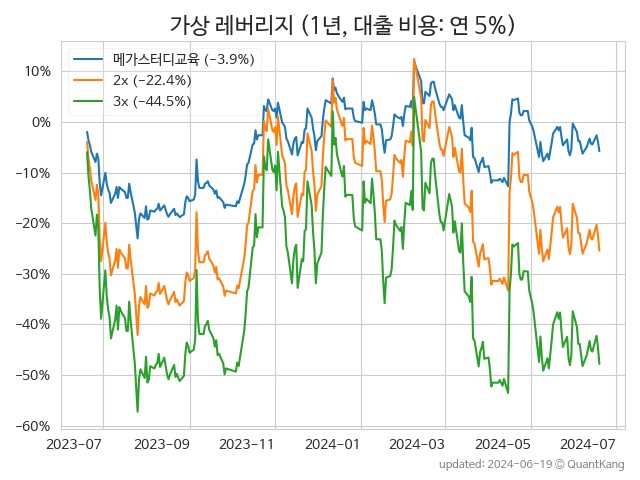 가상 레버리지 (1년, 대출 비용: 연 5%)
메가스터디교육 (−3.9%)
2x (−22.4%)
3x (−44.5%)
10%
0%
−10%
−20%
−30%
−40%
−50%
−60%
2023-07 2023-09 2023-11 2024-01 2024-03 2024-05 2024-07
updated: 2024-06-19 ⓒ QuantKang